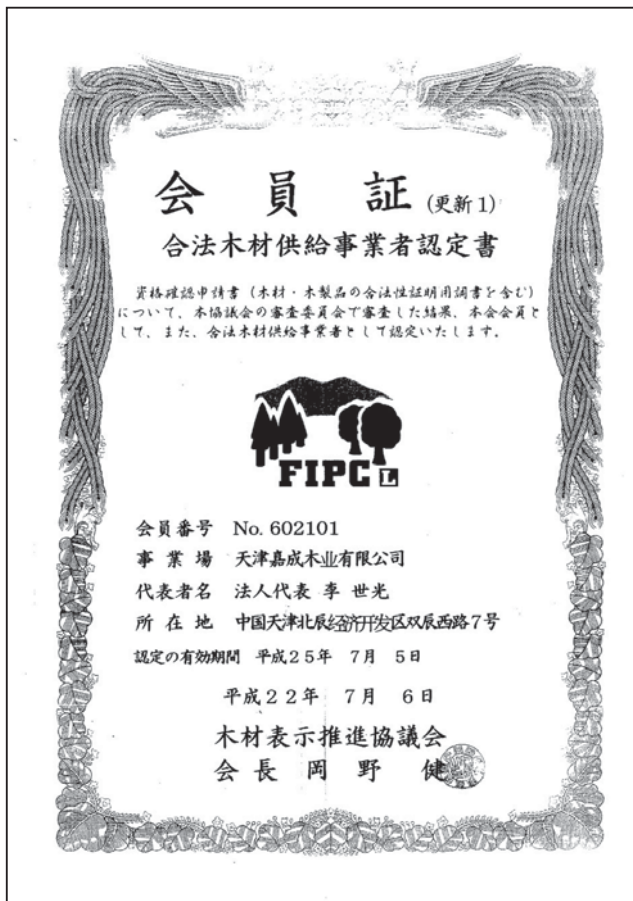 会員証(更新1)
合法木材供給事業者認定書
資格確認申請書(木材・木製品の合法性証明用調書を含む)
について、本協議会の審査委員会で審査した結果、本会会員と
して、また、合法木材供給事業者として認定いたします。
FIPC L
会員番号 No. 602101
事業場 天津嘉成木业有限公司
代表者名 法人代表 李 世光
所在地 中国天津北辰经济开发区双辰西路7号
認定の有効期間 平成25年 7月 5日
平成22年 7月 6日
木材表示推進協議会
会長 岡野 健